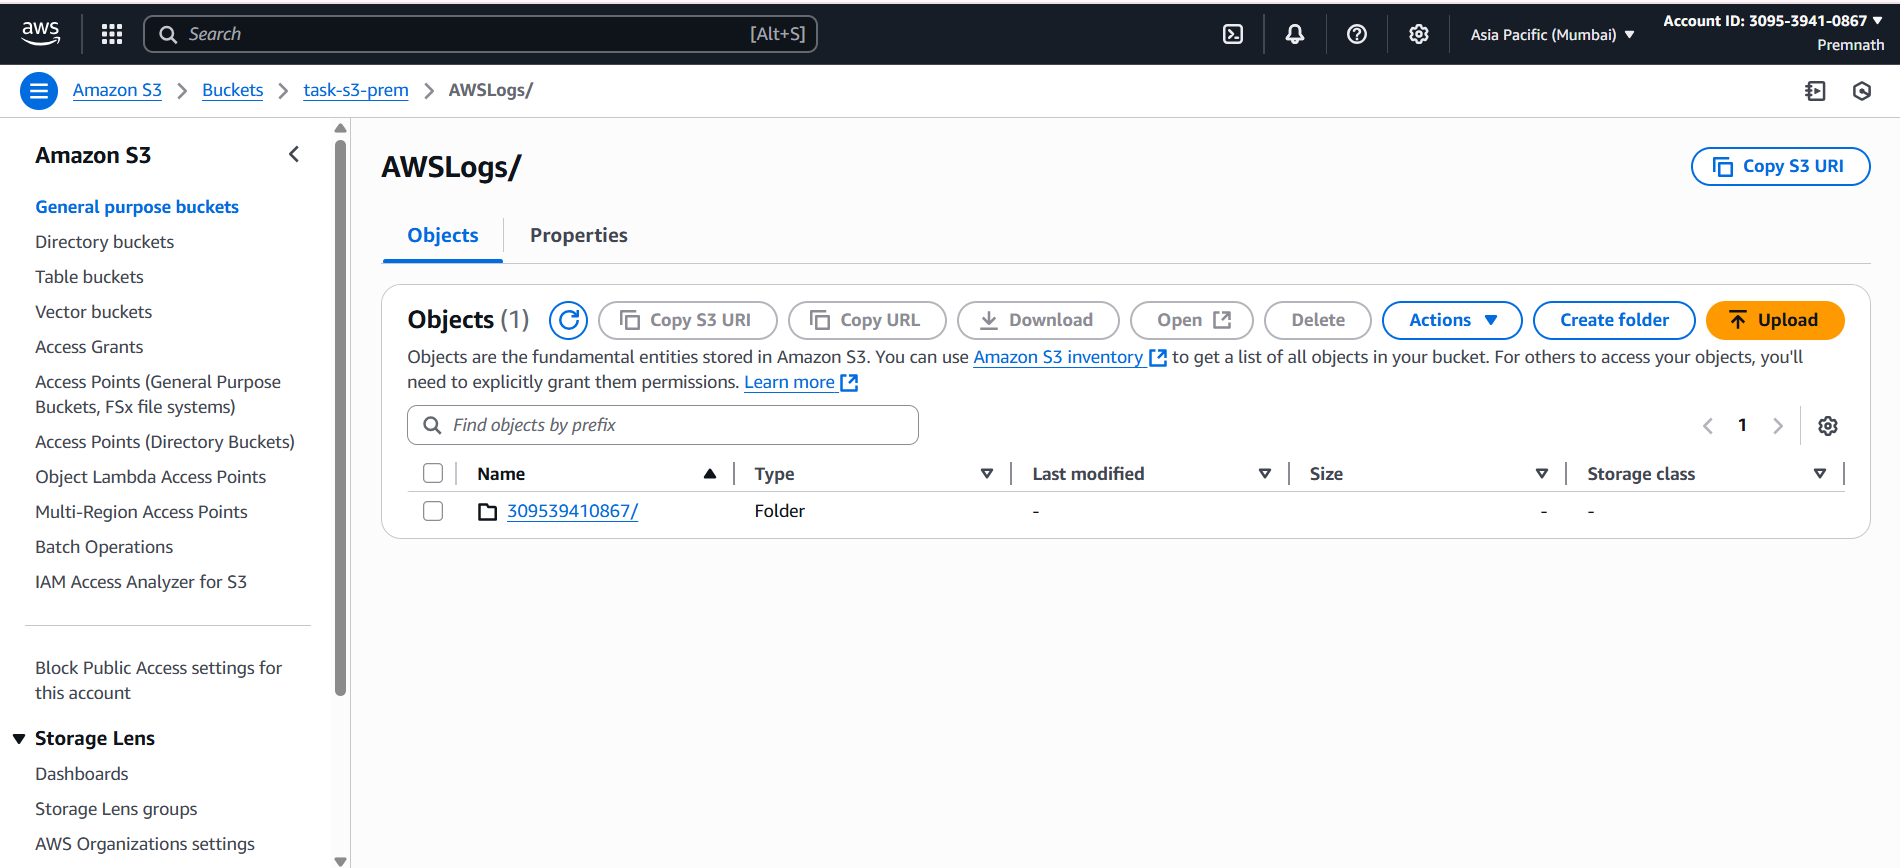 aws
Search [Alt+S]
Asia Pacific (Mumbai)
Account ID: 3095-3941-0867
Premnath
Amazon S3 Buckets task-s3-prem AWSLogs/
Amazon S3
General purpose buckets
Directory buckets
Table buckets
Vector buckets
Access Grants
Access Points (General Purpose
Buckets, FSx file systems)
Access Points (Directory Buckets)
Object Lambda Access Points
Multi-Region Access Points
Batch Operations
IAM Access Analyzer for S3
Block Public Access settings for
this account
Storage Lens
Dashboards
Storage Lens groups
AWS Organizations settings
AWSLogs/
Copy S3 URI
Objects Properties
Objects (1) Copy S3 URI Copy URL Download Open Delete Actions Create folder Upload
Objects are the fundamental entities stored in Amazon S3. You can use Amazon S3 inventory to get a list of all objects in your bucket. For others to access your objects, you'll
need to explicitly grant them permissions. Learn more
Find objects by prefix
1
Name Type Last modified Size Storage class
309539410867/ Folder - - -